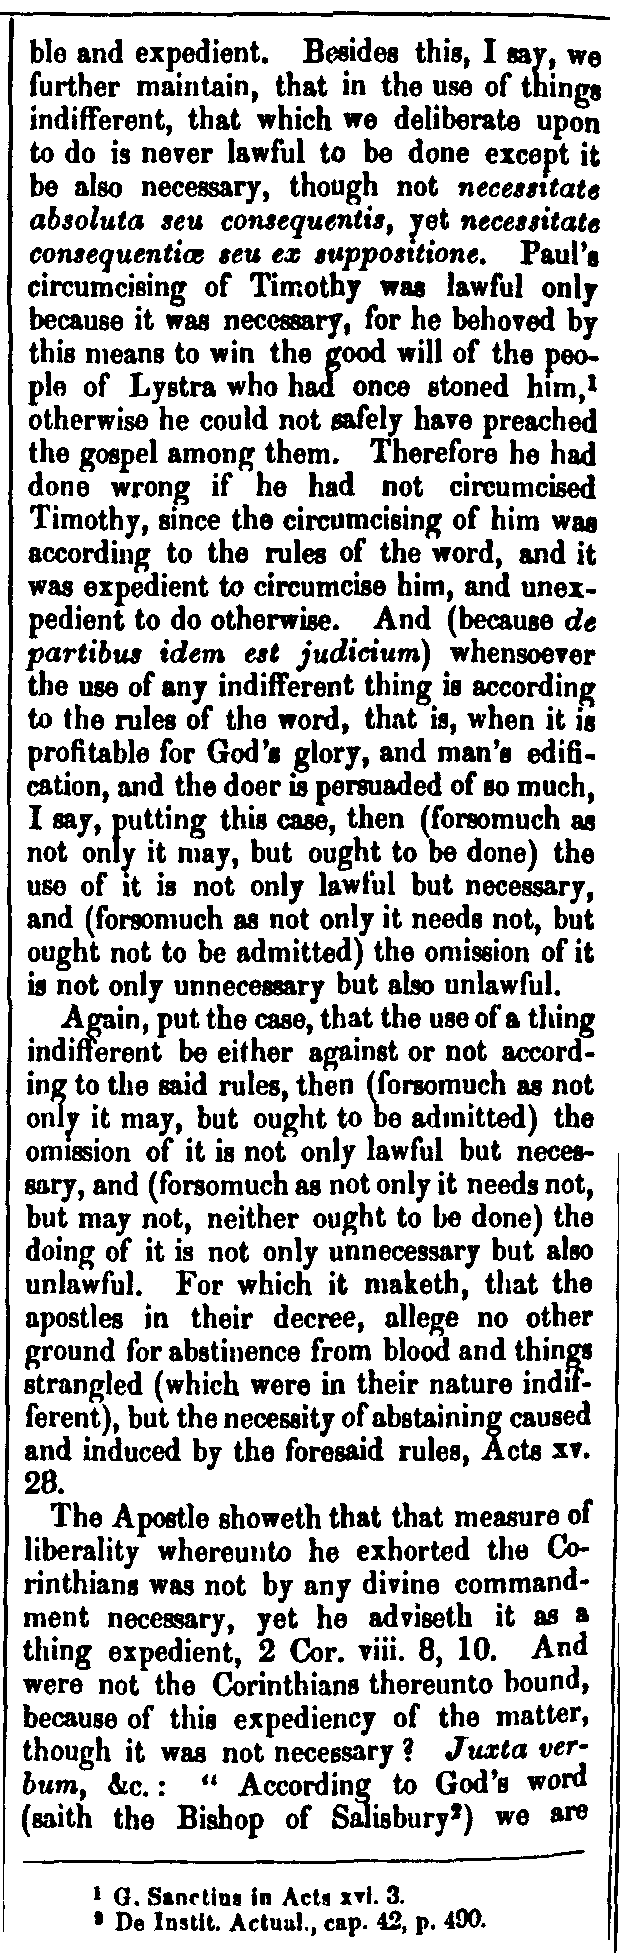 ble and expedient. Besides this, I say, we
further maintain, that in the use of things
indifferent, that which we deliberate upon
to do is never lawful to be done except it
be also necessary, though not necessitate
absoluta seu consequentis, yet necessitate
consequentiæ seu ex suppositione. Paul's
circumcising of Timothy was lawful only
because it was necessary, for he behoved by
this means to win the good will of the peo-
ple of Lystra who had once stoned him,¹
otherwise he could not safely have preached
the gospel among them. Therefore he had
done wrong if he had not circumcised
Timothy, since the circumcising of him was
according to the rules of the word, and it
was expedient to circumcise him, and unex-
pedient to do otherwise. And (because de
partibus idem est judicium) whensoever
the use of any indifferent thing is according
to the rules of the word, that is, when it is
profitable for God's glory, and man's edifi-
cation, and the doer is persuaded of so much,
I say, putting this case, then (forsomuch as
not only it may, but ought to be done) the
use of it is not only lawful but necessary,
and (forsomuch as not only it needs not, but
ought not to be admitted) the omission of it
is not only unnecessary but also unlawful.
Again, put the case, that the use of a thing
indifferent be either against or not accord-
ing to the said rules, then (forsomuch as not
only it may, but ought to be admitted) the
omission of it is not only lawful but neces-
sary, and (forsomuch as not only it needs not,
but may not, neither ought to be done) the
doing of it is not only unnecessary but also
unlawful. For which it maketh, that the
apostles in their decree, allege no other
ground for abstinence from blood and things
strangled (which were in their nature indif-
ferent), but the necessity of abstaining caused
and induced by the foresaid rules, Acts xv.
28.
The Apostle showeth that that measure of
liberality whereunto he exhorted the Co-
rinthians was not by any divine command-
ment necessary, yet he adviseth it as a
thing expedient, 2 Cor. viii. 8, 10. And
were not the Corinthians thereunto bound,
because of this expediency of the matter,
though it was not necessary? Juxta ver-
bum, &c.: “ According to God's word
(saith the Bishop of Salisbury²) we are
¹ G. Sanctius in Acts xvi. 3.
² De Instit. Actual., cap. 42, p. 490.